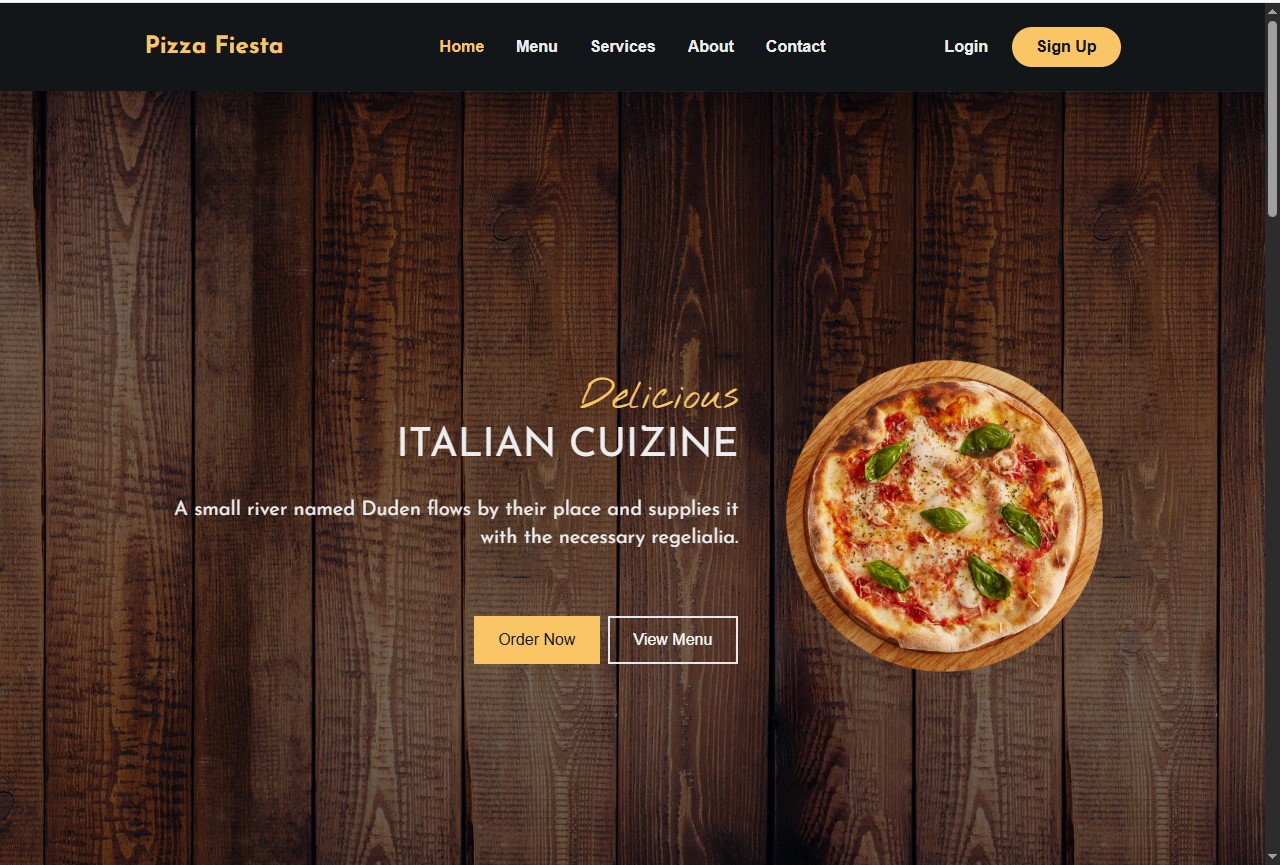 Pizza Fiesta
Home Menu Services About Contact
Login Sign Up
Delicious
ITALIAN CUIZINE
A small river named Duden flows by their place and supplies it
with the necessary regelialia.
Order Now View Menu